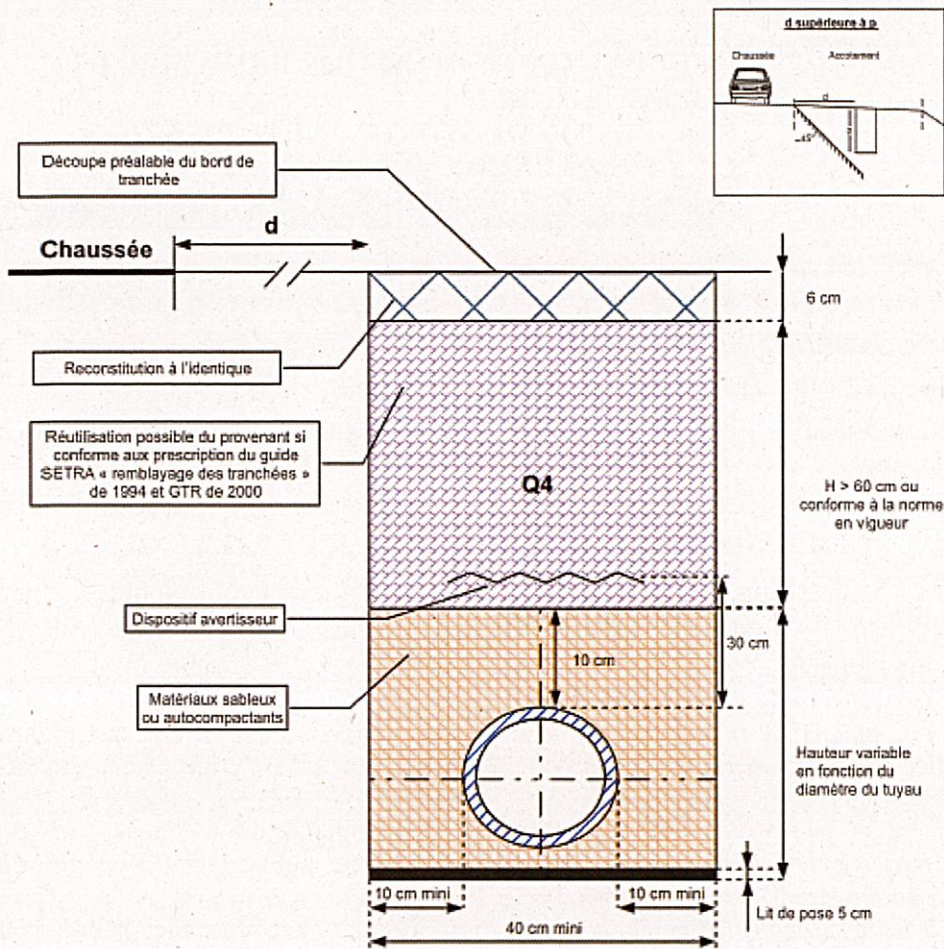 d supérieure à p
Chaussée
Accotement
d
45°
Découpe préalable du bord de
tranchée
Chaussée
d
6 cm
Reconstitution à l'identique
Réutilisation possible du provenant si
conforme aux prescription du guide
SETRA « remblayage des tranchées »
de 1994 et GTR de 2000
Q4
H > 60 cm ou
conforme à la norme
en vigueur
Dispositif avertisseur
10 cm
30 cm
Matériaux sableux
ou autocompactants
Hauteur variable
en fonction du
diamètre du tuyau
10 cm mini
10 cm mini
Lit de pose 5 cm
40 cm mini